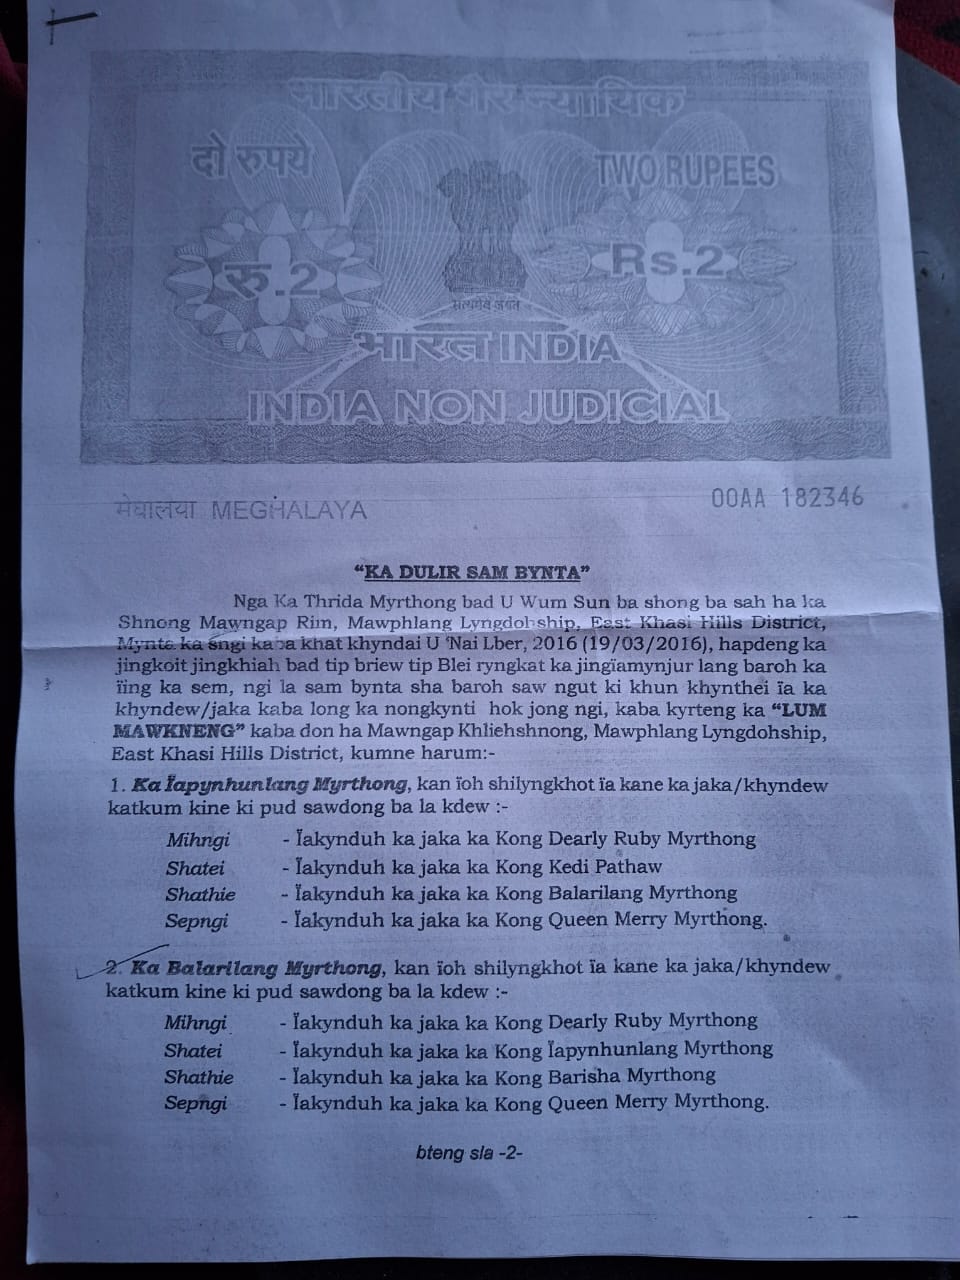 भारतीय गैर न्यायिक
दो रुपये
TWO RUPEES
रु.2
Rs.2
सत्यमेव जयते
भारत INDIA
INDIA NON JUDICIAL
मेघालया MEGHALAYA
00AA 182346
“KA DULIR SAM BYNTA”
Nga Ka Thrida Myrthong bad U Wum Sun ba shong ba sah ha ka
Shnong Mawngap Rim, Mawphlang Lyngdohship, East Khasi Hills District,
Mynta ka sngi kaba khat khyndai U ‘Nai Lber, 2016 (19/03/2016), hapdeng ka
jingkoit jingkhiah bad tip briew tip Blei ryngkat ka jingïamynjur lang baroh ka
ïing ka sem, ngi la sam bynta sha baroh saw ngut ki khun khynthei ïa ka
khyndew/jaka kaba long ka nongkynti hok jong ngi, kaba kyrteng ka “LUM
MAWKNENG” kaba don ha Mawngap Khliehshnong, Mawphlang Lyngdohship,
East Khasi Hills District, kumne harum:-
1. Ka Ïapynhunlang Myrthong, kan ïoh shilyngkhot ïa kane ka jaka/khyndew
katkum kine ki pud sawdong ba la kdew :-
Mihngi - Ïakynduh ka jaka ka Kong Dearly Ruby Myrthong
Shatei - Ïakynduh ka jaka ka Kong Kedi Pathaw
Shathie - Ïakynduh ka jaka ka Kong Balarilang Myrthong
Sepngi - Ïakynduh ka jaka ka Kong Queen Merry Myrthong.
2. Ka Balarilang Myrthong, kan ïoh shilyngkhot ïa kane ka jaka/khyndew
katkum kine ki pud sawdong ba la kdew :-
Mihngi - Ïakynduh ka jaka ka Kong Dearly Ruby Myrthong
Shatei - Ïakynduh ka jaka ka Kong Ïapynhunlang Myrthong
Shathie - Ïakynduh ka jaka ka Kong Barisha Myrthong
Sepngi - Ïakynduh ka jaka ka Kong Queen Merry Myrthong.
bteng sla -2-